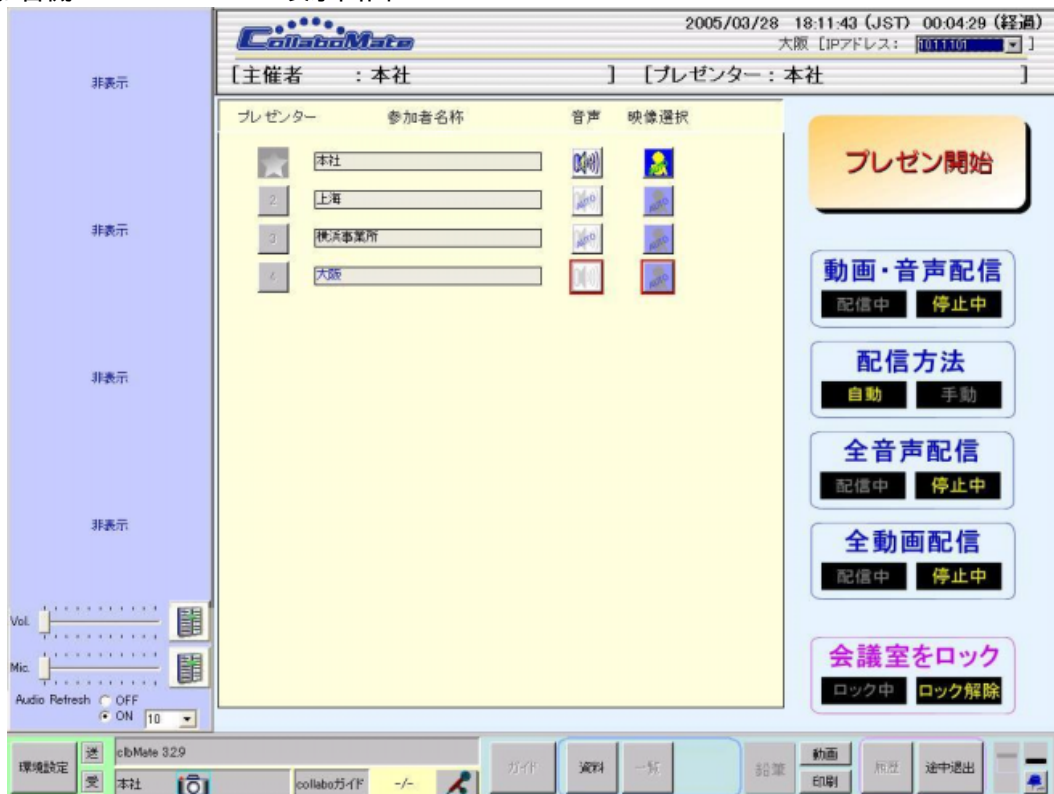 CollaboMate
2005/03/28 18:11:43 (JST) 00:04:29 (経過)
大阪 [IPアドレス: ]
[主催者 :本社 ] [プレゼンター:本社 ]
プレゼンター 参加者名称 音声 映像選択
本社
2 上海 AUTO AUTO
3 横浜事業所 AUTO AUTO
4 大阪 AUTO
非表示
非表示
非表示
非表示
プレゼン開始
動画・音声配信
配信中 停止中
配信方法
自動 手動
全音声配信
配信中 停止中
全動画配信
配信中 停止中
会議室をロック
ロック中 ロック解除
Vol.
Mic.
Audio Refresh OFF
ON 10
環境設定 送 clbMate 3.2.9
受 本社 collaboガイド -/-
ガイド 資料 一覧 鉛筆 動画 印刷 履歴 途中退出